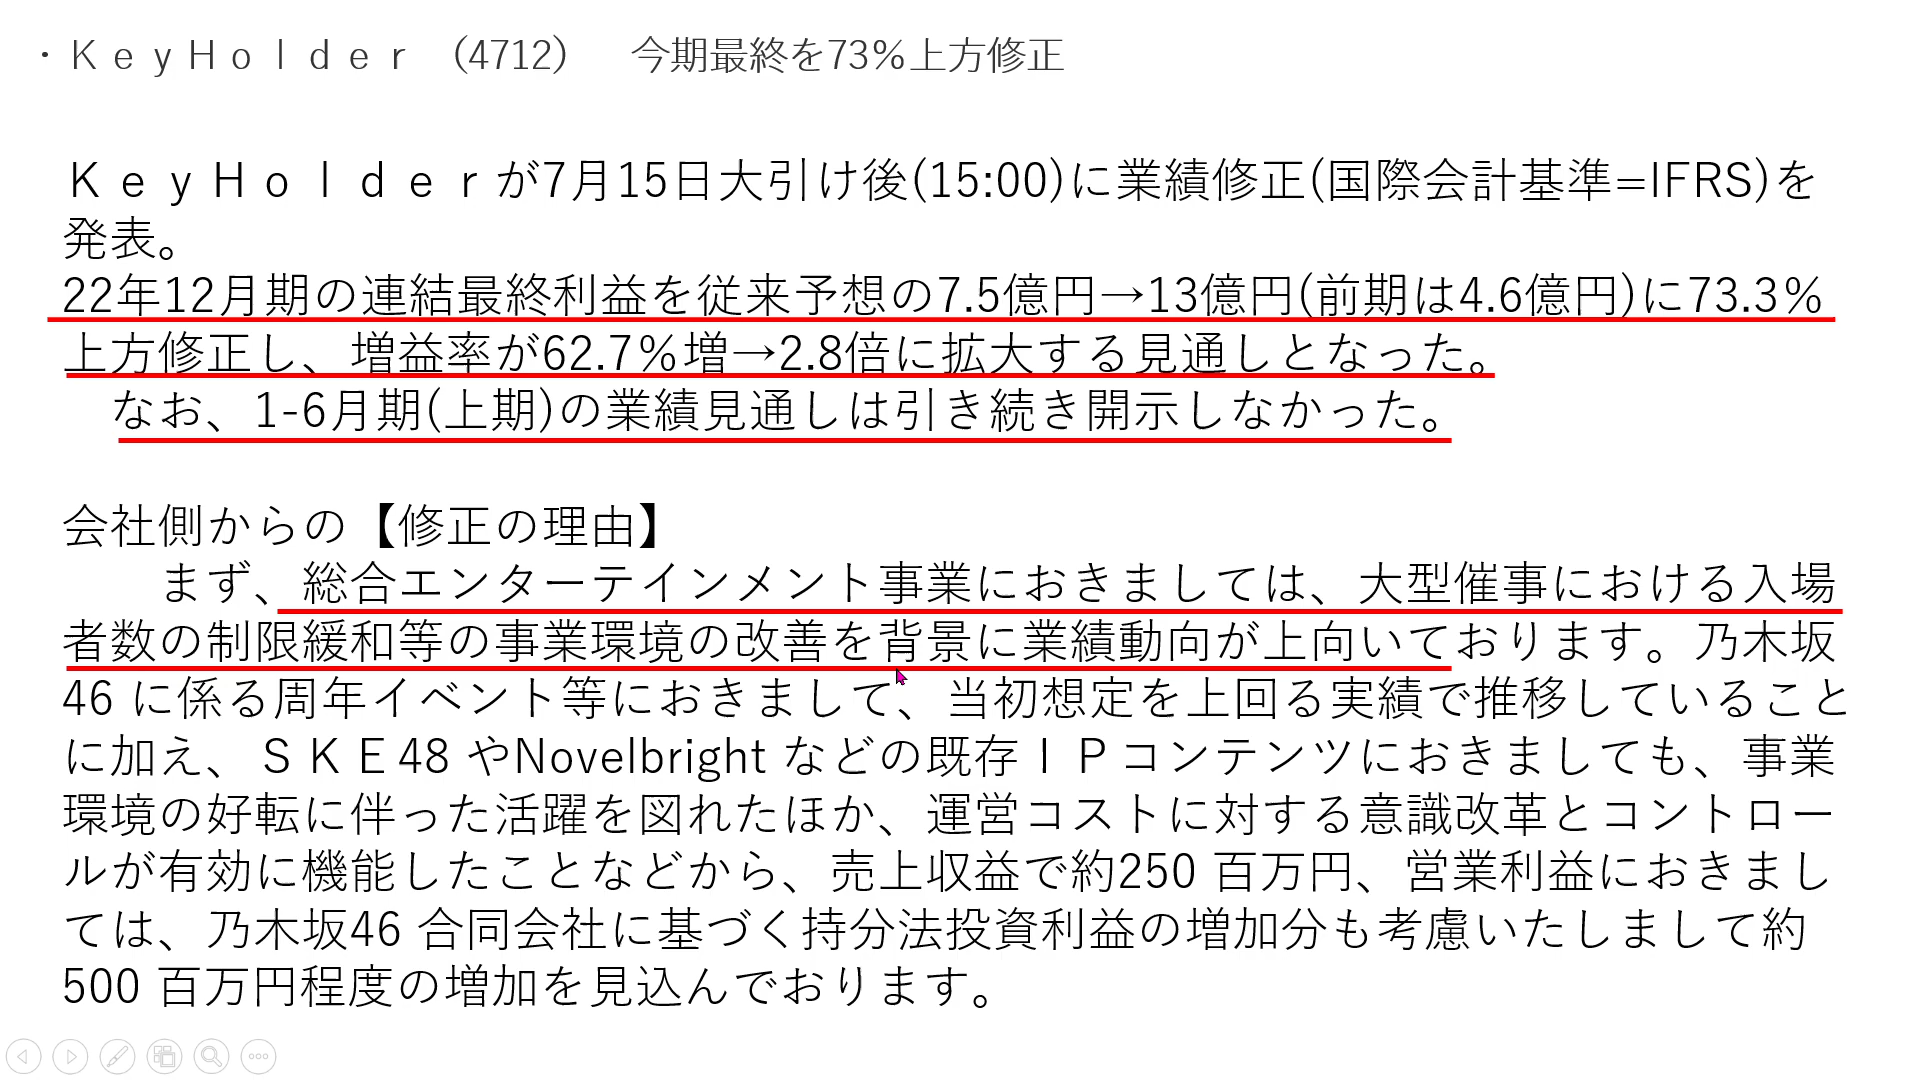 ・ＫｅｙＨｏｌｄｅｒ　（4712）　今期最終を73％上方修正
ＫｅｙＨｏｌｄｅｒが7月15日大引け後(15:00)に業績修正(国際会計基準=IFRS)を
発表。
22年12月期の連結最終利益を従来予想の7.5億円→13億円(前期は4.6億円)に73.3％
上方修正し、増益率が62.7％増→2.8倍に拡大する見通しとなった。
なお、1-6月期(上期)の業績見通しは引き続き開示しなかった。
会社側からの【修正の理由】
まず、総合エンターテインメント事業におきましては、大型催事における入場
者数の制限緩和等の事業環境の改善を背景に業績動向が上向いております。乃木坂
46 に係る周年イベント等におきまして、当初想定を上回る実績で推移していること
に加え、ＳＫＥ48 やNovelbright などの既存ＩＰコンテンツにおきましても、事業
環境の好転に伴った活躍を図れたほか、運営コストに対する意識改革とコントロー
ルが有効に機能したことなどから、売上収益で約250 百万円、営業利益におきまし
ては、乃木坂46 合同会社に基づく持分法投資利益の増加分も考慮いたしまして約
500 百万円程度の増加を見込んでおります。